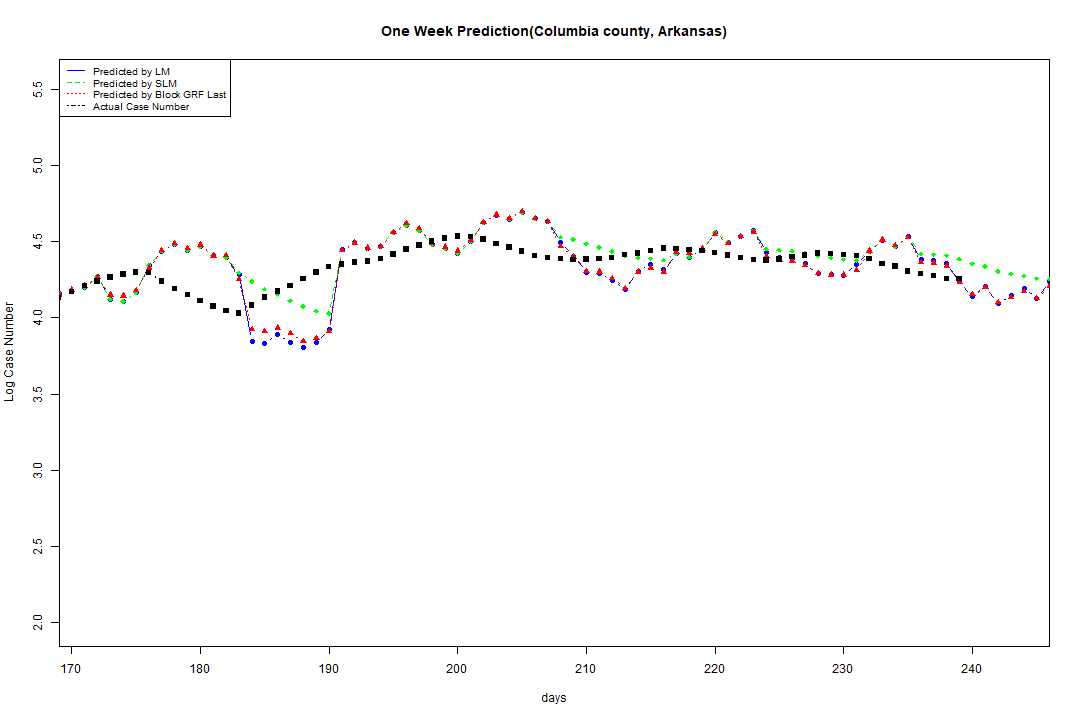 One Week Prediction(Columbia county, Arkansas)
Predicted by LM
Predicted by SLM
Predicted by Block GRF Last
Actual Case Number
5.5
5.0
4.5
4.0
3.5
3.0
2.5
2.0
Log Case Number
170 180 190 200 210 220 230 240
days